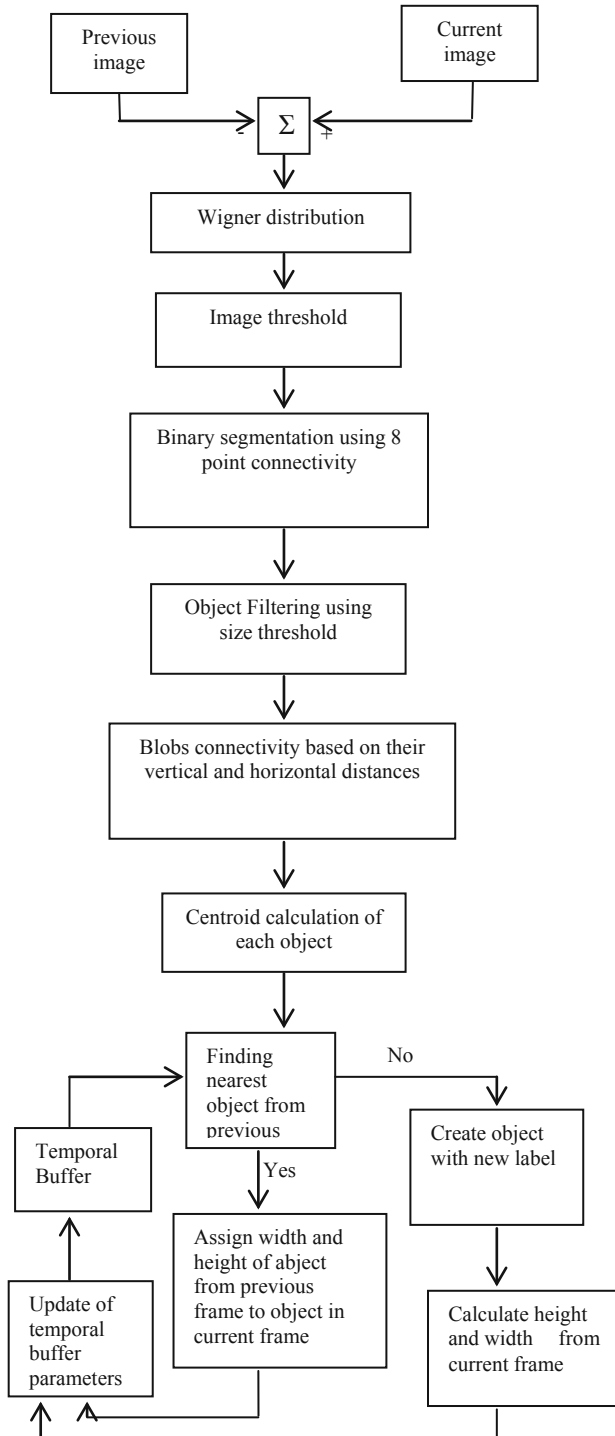 Previous
image
Current
image
-
Σ
+
Wigner distribution
Image threshold
Binary segmentation using 8
point connectivity
Object Filtering using
size threshold
Blobs connectivity based on their
vertical and horizontal distances
Centroid calculation of
each object
Finding
nearest
object from
previous
No
Yes
Temporal
Buffer
Create object
with new label
Assign width and
height of abject
from previous
frame to object in
current frame
Update of
temporal
buffer
parameters
Calculate height
and width from
current frame